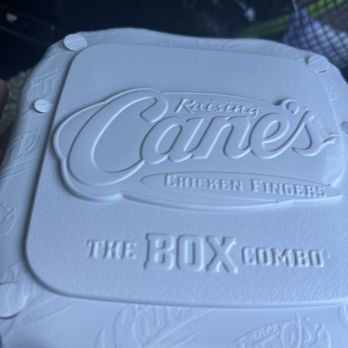 Raising
Cane's
CHICKEN FINGERS
THE BOX COMBO